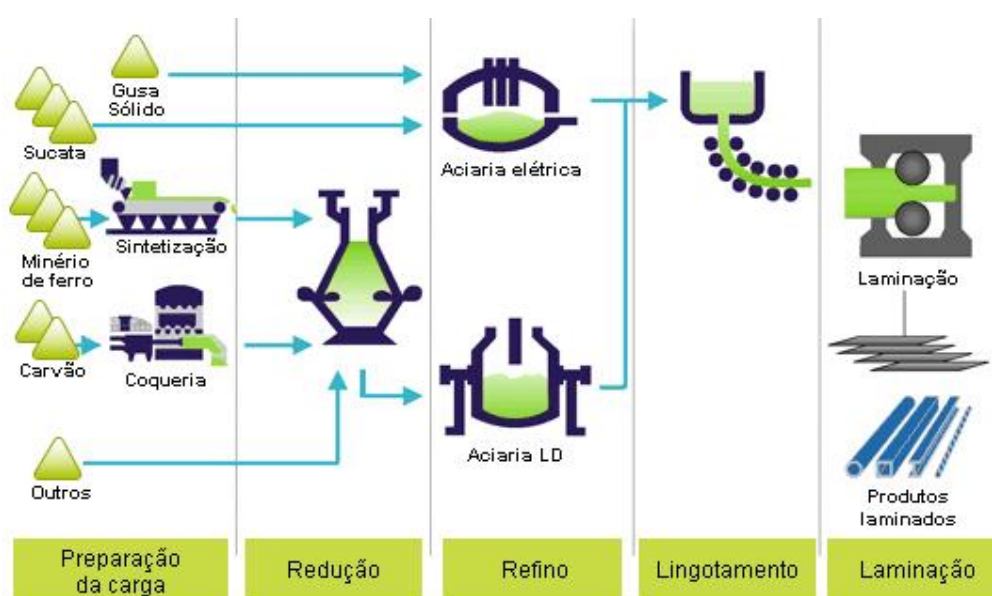 Gusa
Sólido
Sucata
Aciaria elétrica
Sintetização
Minério
de ferro
Laminação
Carvão
Coqueria
Aciaria LD
Outros
Produtos
laminados
Preparação
da carga
Redução
Refino
Lingotamento
Laminação